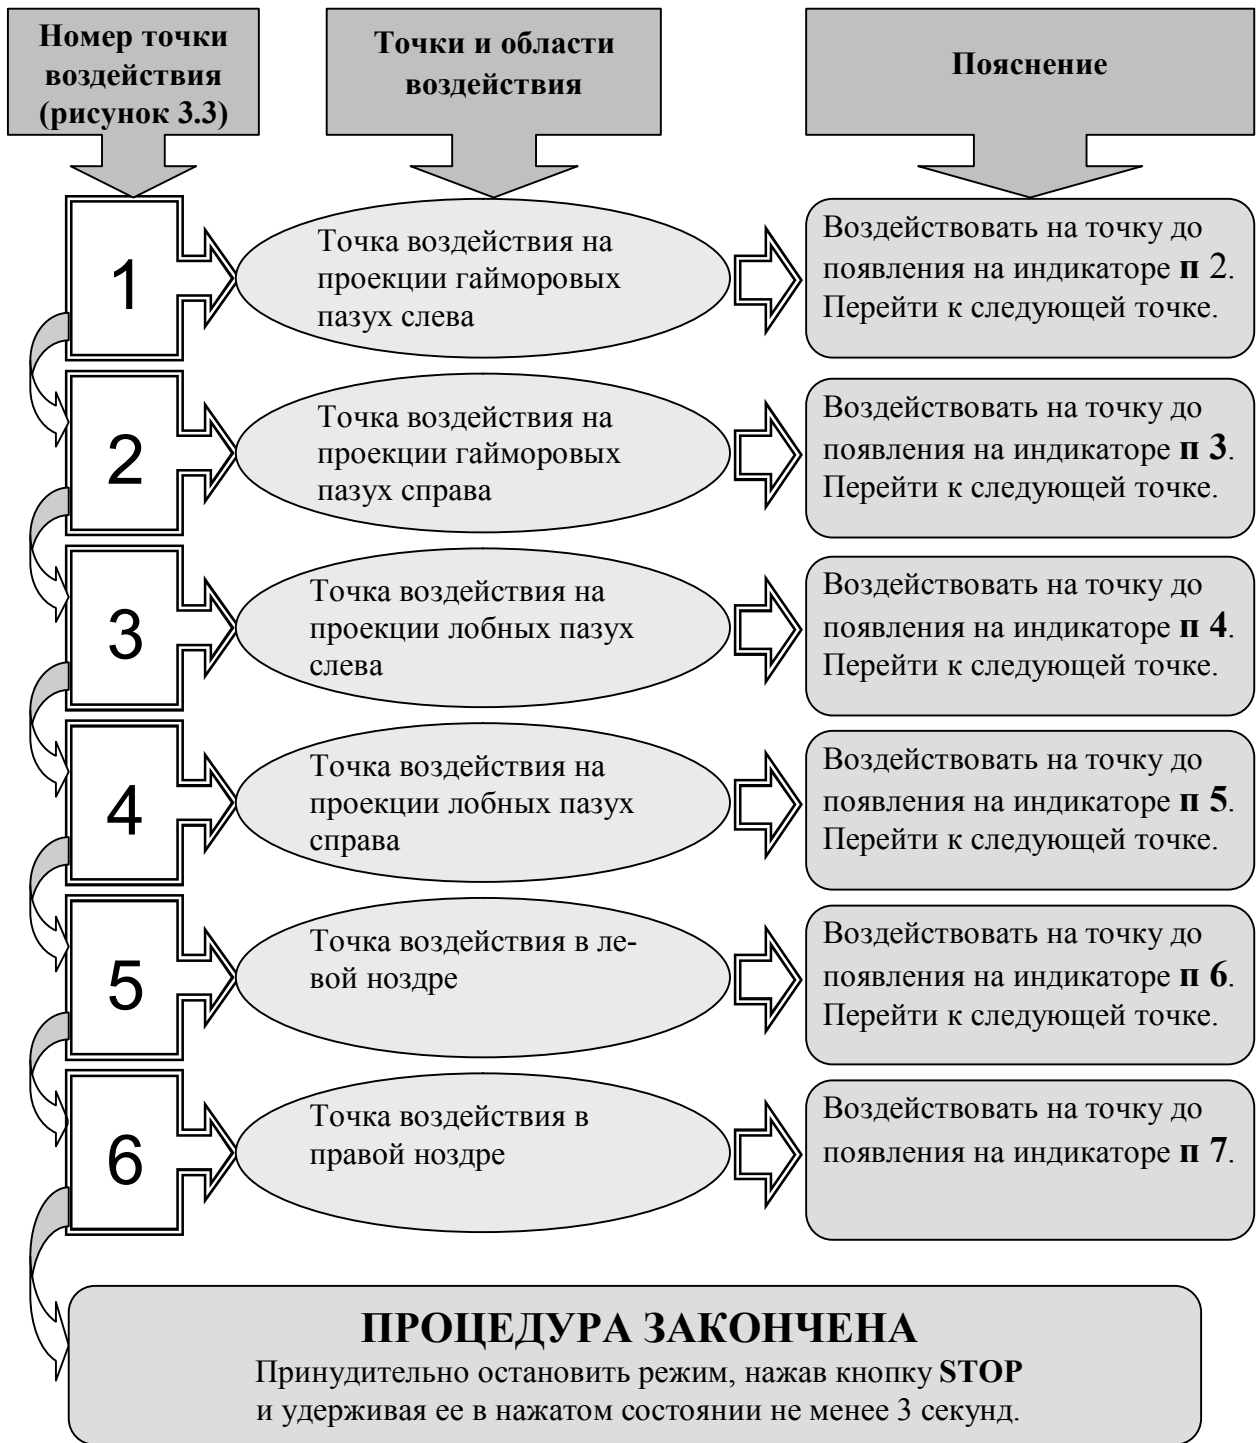 Номер точки
воздействия
(рисунок 3.3)
Точки и области
воздействия
Пояснение
1
Точка воздействия на
проекции гайморовых
пазух слева
Воздействовать на точку до
появления на индикаторе п 2.
Перейти к следующей точке.
2
Точка воздействия на
проекции гайморовых
пазух справа
Воздействовать на точку до
появления на индикаторе п 3.
Перейти к следующей точке.
3
Точка воздействия на
проекции лобных пазух
слева
Воздействовать на точку до
появления на индикаторе п 4.
Перейти к следующей точке.
4
Точка воздействия на
проекции лобных пазух
справа
Воздействовать на точку до
появления на индикаторе п 5.
Перейти к следующей точке.
5
Точка воздействия в ле-
вой ноздре
Воздействовать на точку до
появления на индикаторе п 6.
Перейти к следующей точке.
6
Точка воздействия в
правой ноздре
Воздействовать на точку до
появления на индикаторе п 7.
ПРОЦЕДУРА ЗАКОНЧЕНА
Принудительно остановить режим, нажав кнопку STOP
и удерживая ее в нажатом состоянии не менее 3 секунд.